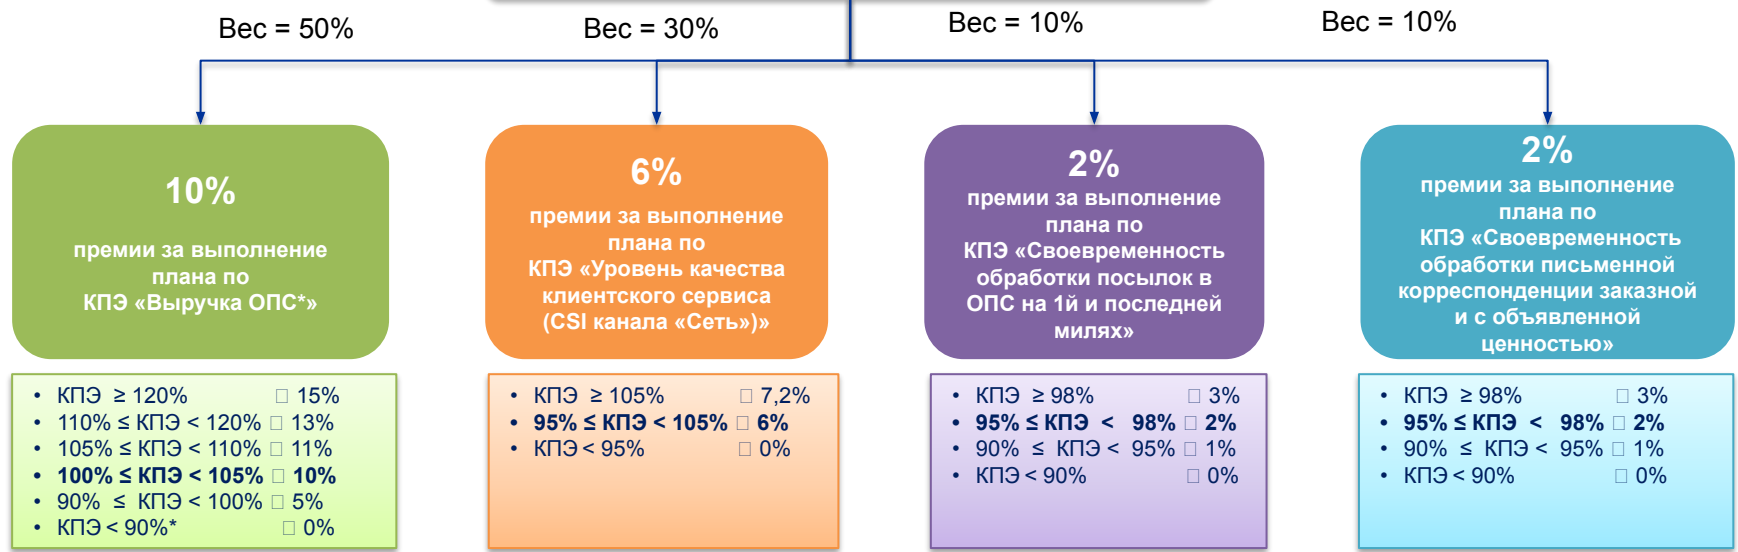 Вес = 50%
Вес = 30%
Вес = 10%
Вес = 10%
10%
премии за выполнение
плана по
КПЭ «Выручка ОПС*»
6%
премии за выполнение
плана по
КПЭ «Уровень качества
клиентского сервиса
(CSI канала «Сеть»)»
2%
премии за выполнение
плана по
КПЭ «Своевременность
обработки посылок в
ОПС на 1й и последней
милях»
2%
премии за выполнение
плана по
КПЭ «Своевременность
обработки письменной
корреспонденции заказной
и с объявленной
ценностью»
• КПЭ ≥ 120% □ 15%
• 110% ≤ КПЭ < 120% □ 13%
• 105% ≤ КПЭ < 110% □ 11%
• 100% ≤ КПЭ < 105% □ 10%
• 90% ≤ КПЭ < 100% □ 5%
• КПЭ < 90%* □ 0%
• КПЭ ≥ 105% □ 7,2%
• 95% ≤ КПЭ < 105% □ 6%
• КПЭ < 95% □ 0%
• КПЭ ≥ 98% □ 3%
• 95% ≤ КПЭ < 98% □ 2%
• 90% ≤ КПЭ < 95% □ 1%
• КПЭ < 90% □ 0%
• КПЭ ≥ 98% □ 3%
• 95% ≤ КПЭ < 98% □ 2%
• 90% ≤ КПЭ < 95% □ 1%
• КПЭ < 90% □ 0%